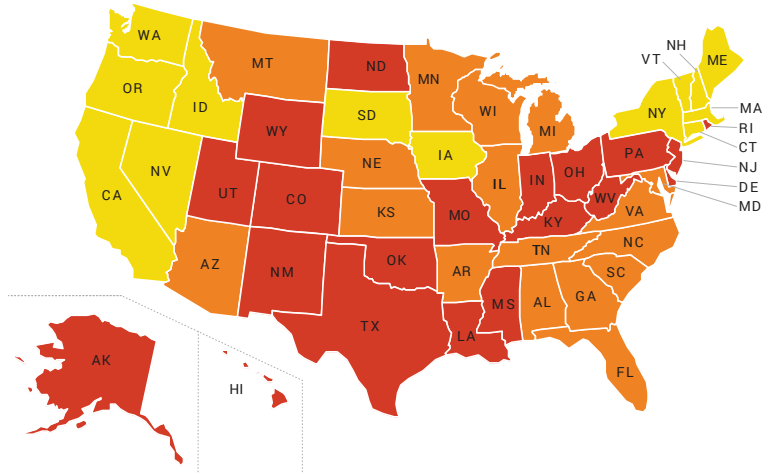 WA
MT
ND
MN
OR
ID
SD
WI
MI
VT
NH
ME
NY
MA
RI
CT
NJ
DE
MD
WY
NV
CA
UT
CO
NE
IA
IL
IN
OH
PA
WV
VA
KS
MO
KY
AZ
NM
OK
AR
TN
NC
SC
TX
LA
MS
AL
GA
FL
AK
HI